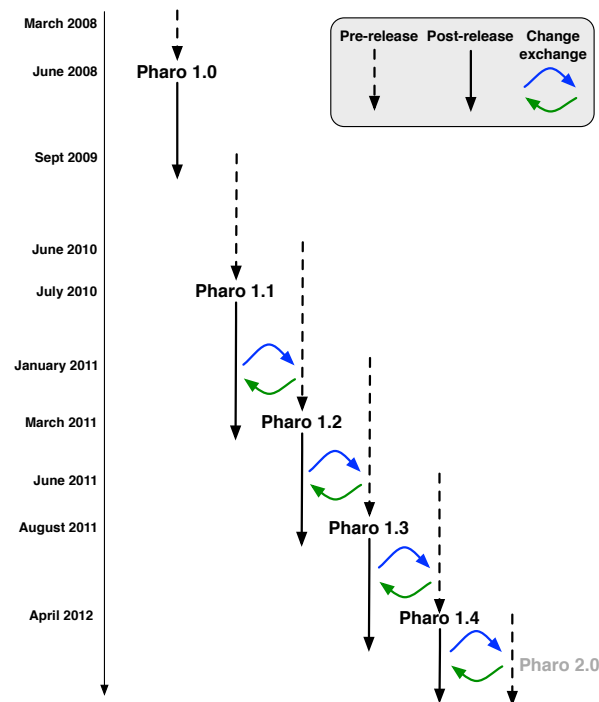 March 2008
Pre-release
Post-release
Change
exchange
June 2008
Pharo 1.0
Sept 2009
June 2010
July 2010
Pharo 1.1
January 2011
March 2011
Pharo 1.2
June 2011
August 2011
Pharo 1.3
April 2012
Pharo 1.4
Pharo 2.0